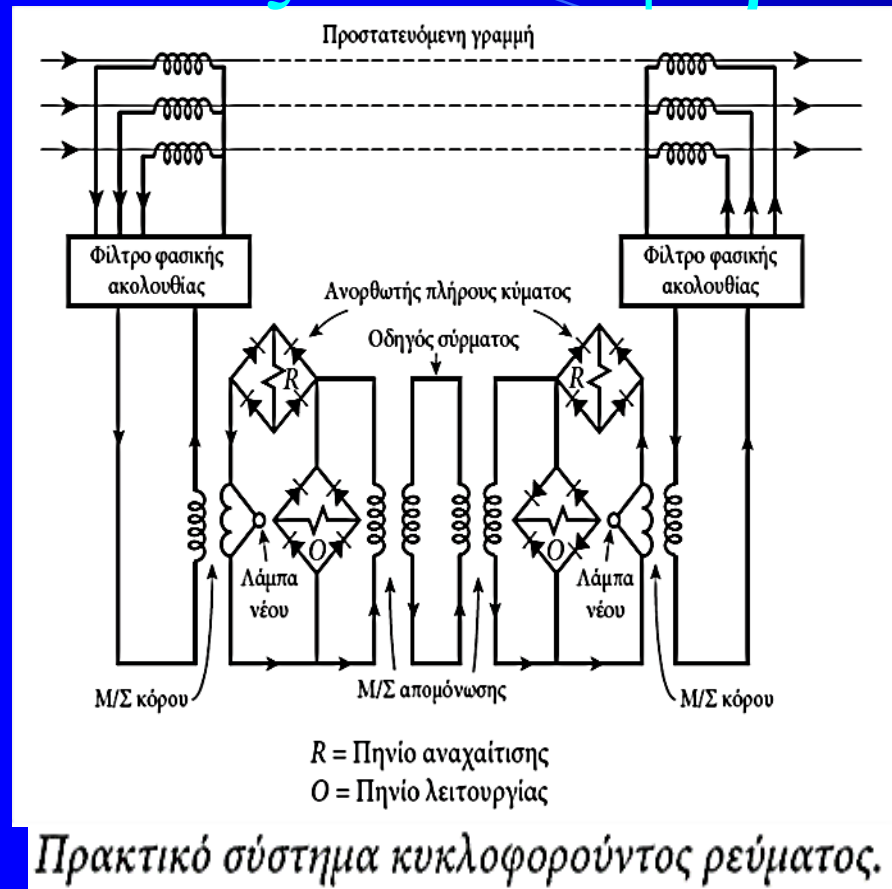 Προστατευόμενη γραμμή
Φίλτρο φασικής
ακολουθίας
Φίλτρο φασικής
ακολουθίας
Ανορθωτής πλήρους κύματος
Οδηγός σύρματος
R
R
O
O
Λάμπα
νέου
Λάμπα
νέου
Μ/Σ κόρου
Μ/Σ απομόνωσης
Μ/Σ κόρου
R = Πηνίο αναχαίτισης
O = Πηνίο λειτουργίας
Πρακτικό σύστημα κυκλοφορούντος ρεύματος.